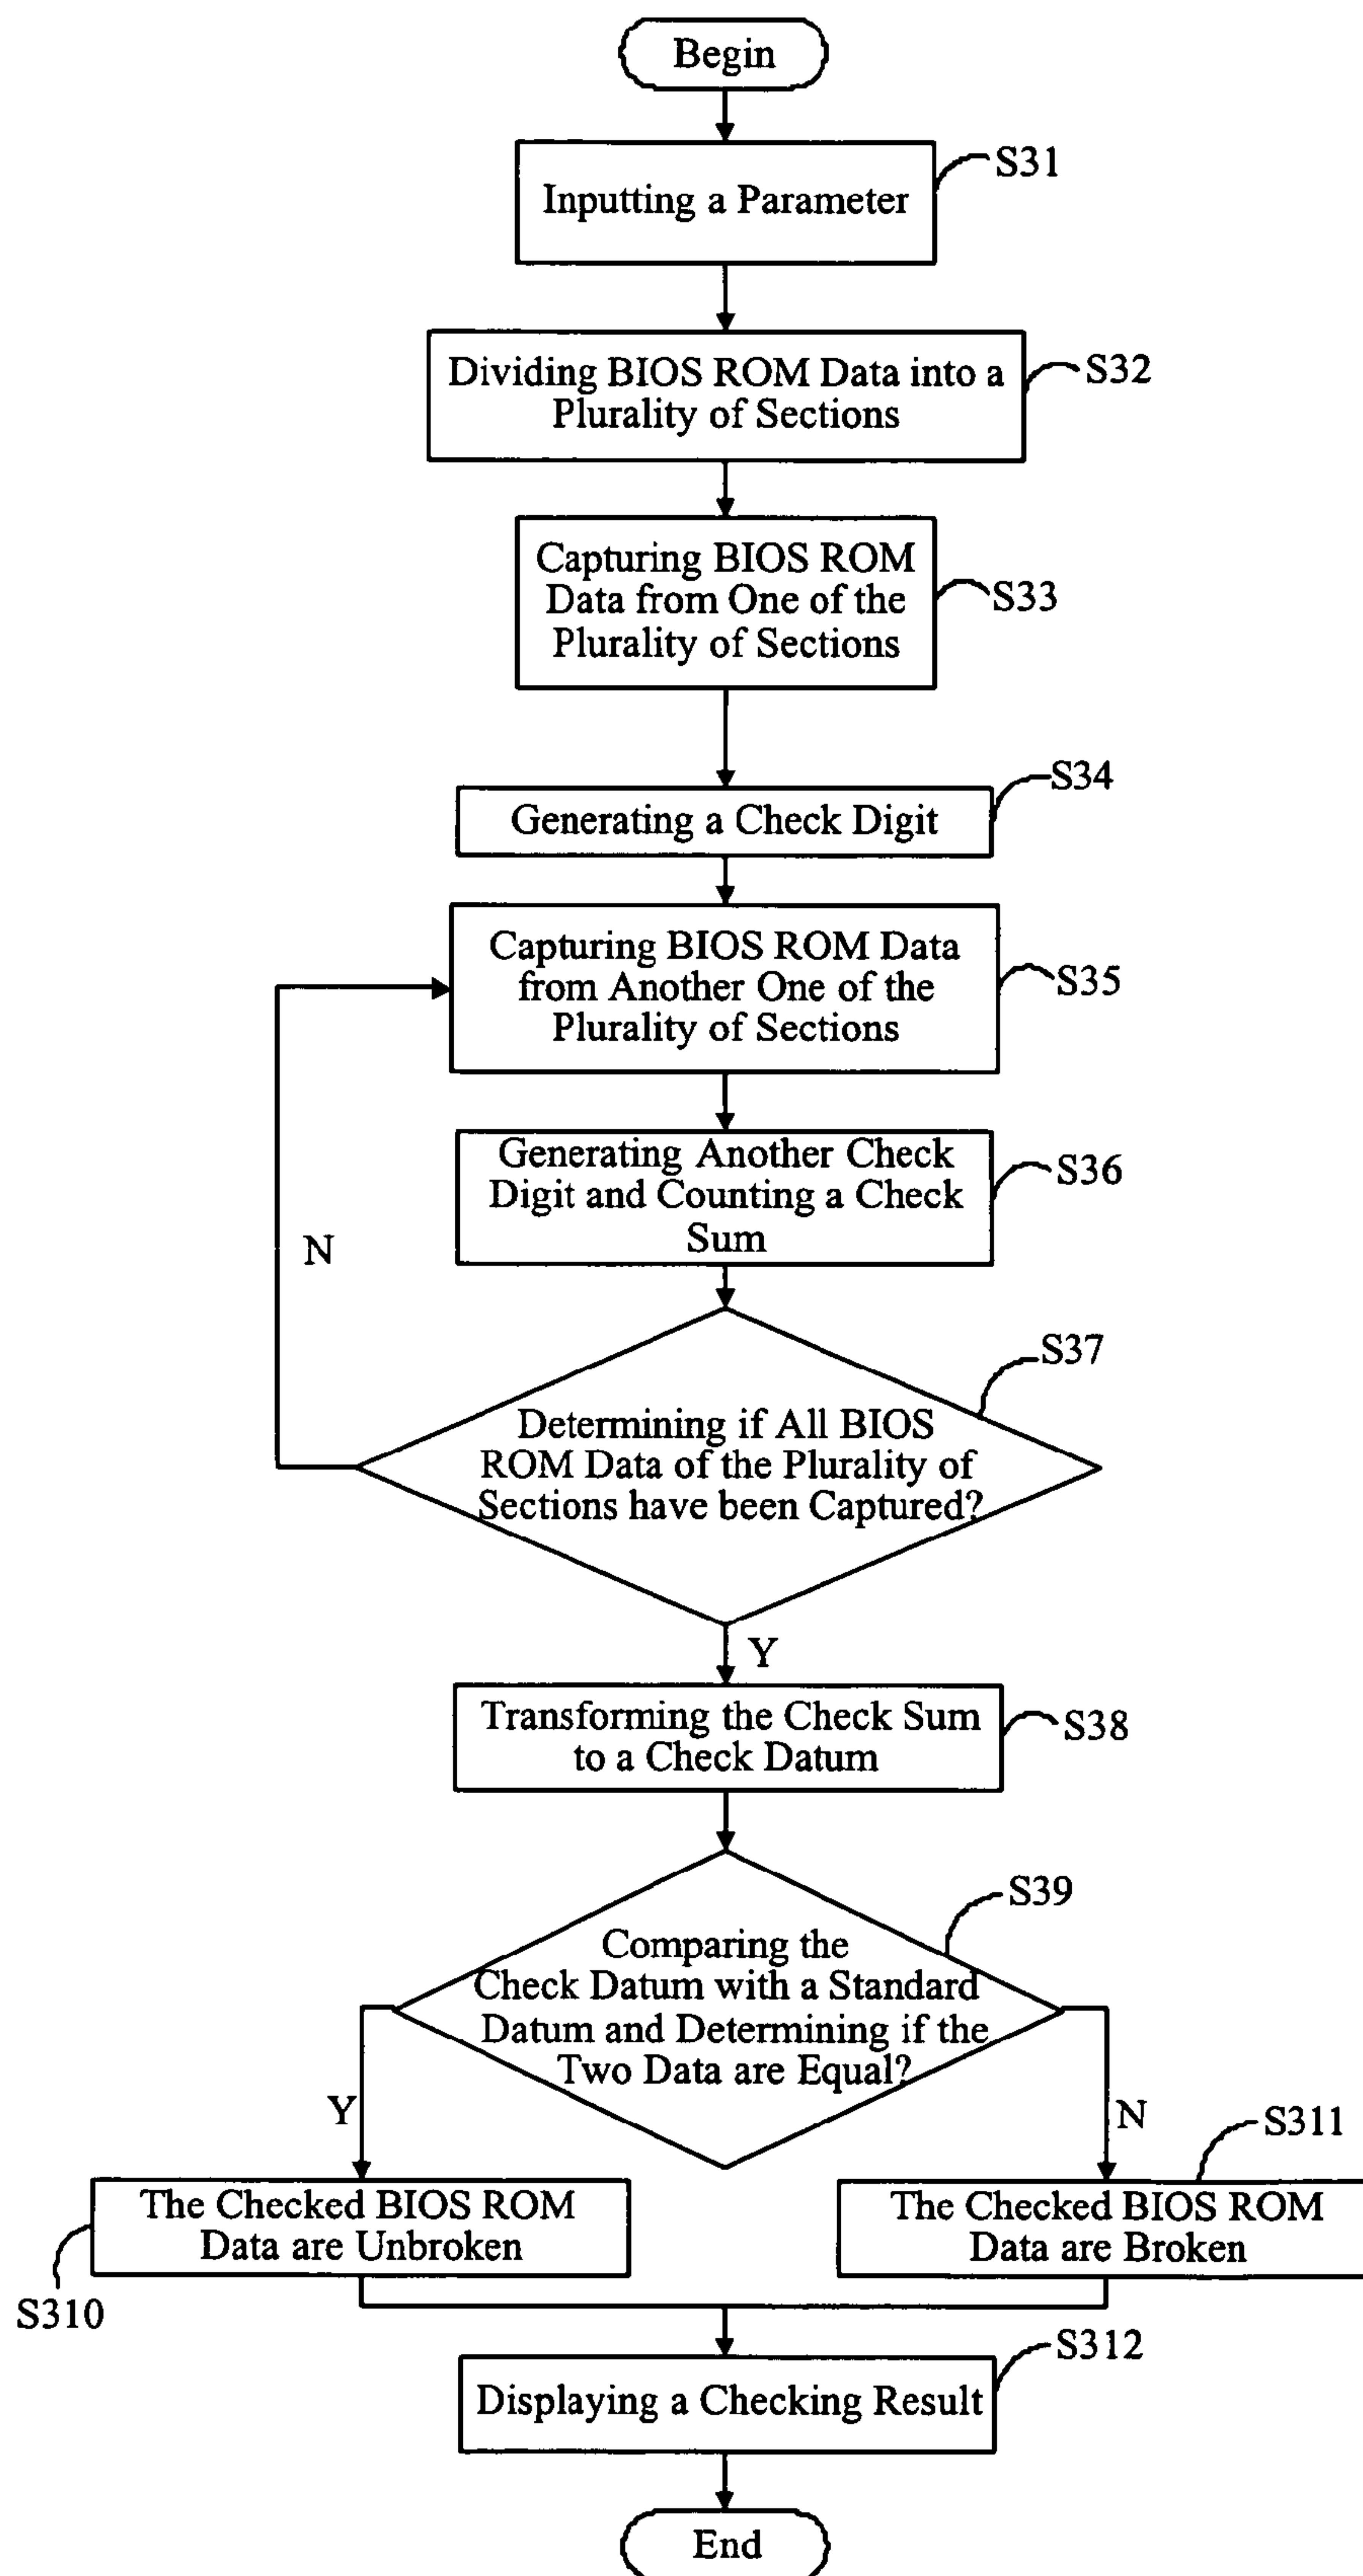 Begin
Inputting a Parameter
S31
Dividing BIOS ROM Data into a
Plurality of Sections
S32
Capturing BIOS ROM
Data from One of the
Plurality of Sections
S33
Generating a Check Digit
S34
Capturing BIOS ROM Data
from Another One of the
Plurality of Sections
S35
Generating Another Check
Digit and Counting a Check
Sum
S36
N
Determining if All BIOS
ROM Data of the Plurality of
Sections have been Captured?
S37
Y
Transforming the Check Sum
to a Check Datum
S38
Comparing the
Check Datum with a Standard
Datum and Determining if the
Two Data are Equal?
S39
Y
N
The Checked BIOS ROM
Data are Unbroken
S310
The Checked BIOS ROM
Data are Broken
S311
Displaying a Checking Result
S312
End